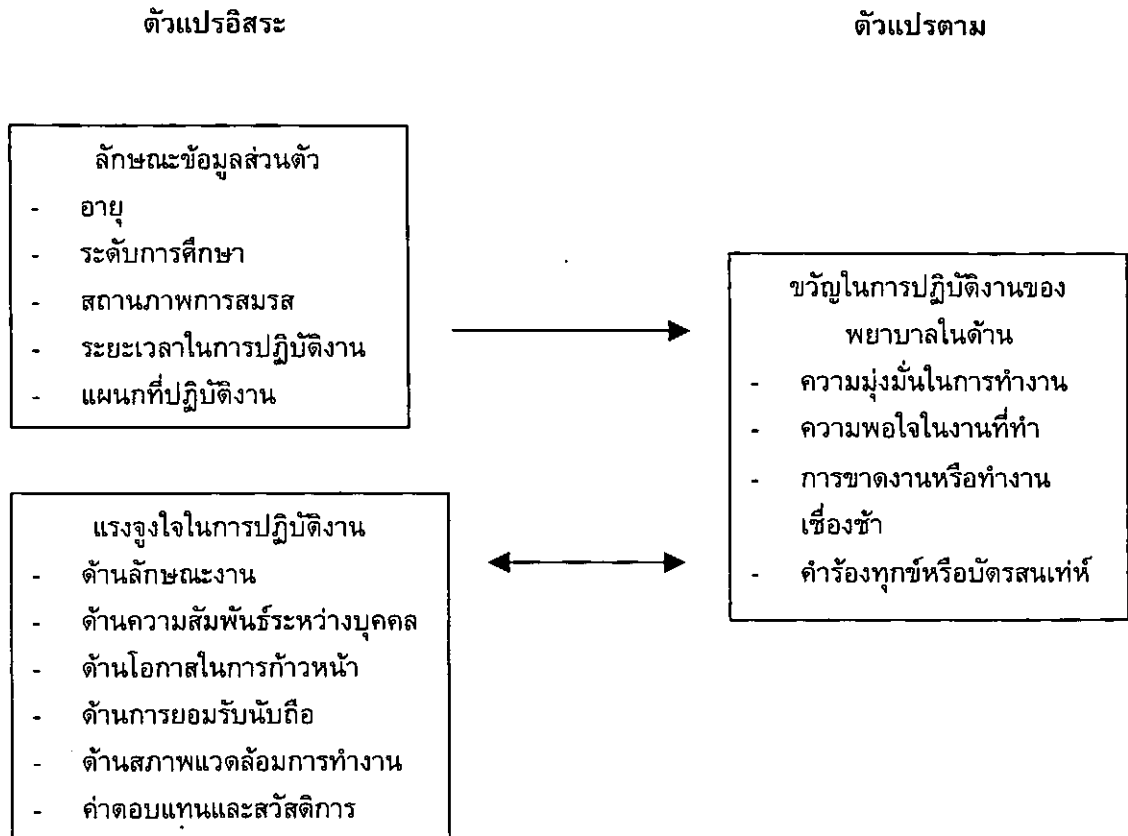 ตัวแปรอิสระ
ตัวแปรตาม
ลักษณะข้อมูลส่วนตัว
- อายุ
- ระดับการศึกษา
- สถานภาพการสมรส
- ระยะเวลาในการปฏิบัติงาน
- แผนกที่ปฏิบัติงาน
แรงจูงใจในการปฏิบัติงาน
- ด้านลักษณะงาน
- ด้านความสัมพันธ์ระหว่างบุคคล
- ด้านโอกาสในการก้าวหน้า
- ด้านการยอมรับนับถือ
- ด้านสภาพแวดล้อมการทำงาน
- ค่าตอบแทนและสวัสดิการ
ขวัญในการปฏิบัติงานของ
พยาบาลในด้าน
- ความมุ่งมั่นในการทำงาน
- ความพอใจในงานที่ทำ
- การขาดงานหรือทำงาน
เชื่องช้า
- คำร้องทุกข์หรือบัตรสนเท่ห์